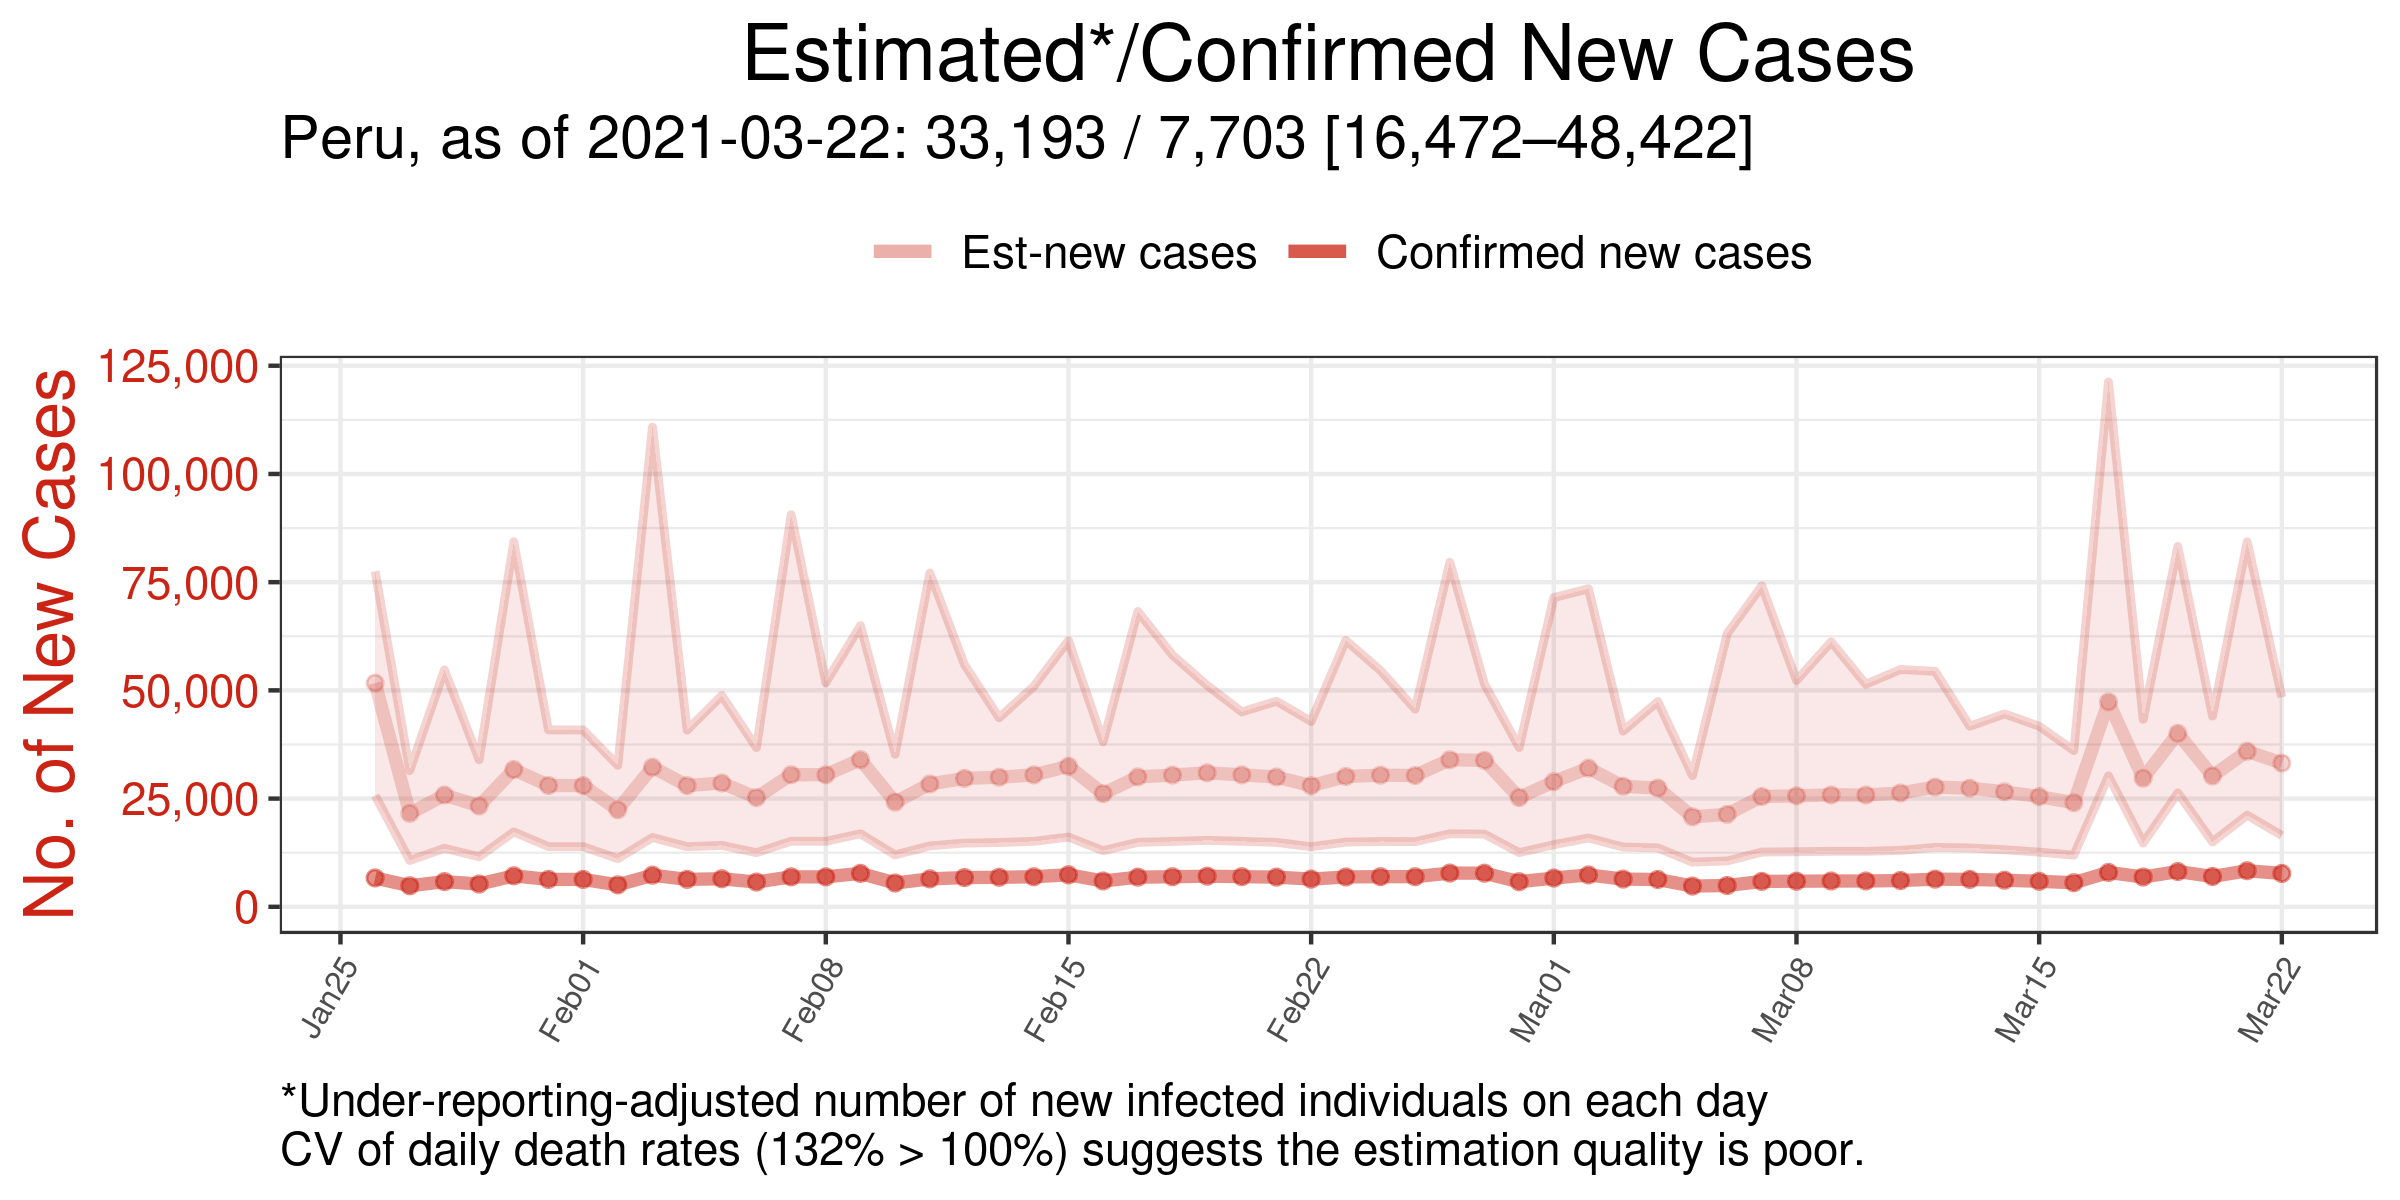 Estimated*/Confirmed New Cases
Peru, as of 2021-03-22: 33,193 / 7,703 [16,472–48,422]
Est-new cases
Confirmed new cases
No. of New Cases
125,000
100,000
75,000
50,000
25,000
0
Jan25
Feb01
Feb08
Feb15
Feb22
Mar01
Mar08
Mar15
Mar22
*Under-reporting-adjusted number of new infected individuals on each day
CV of daily death rates (132% > 100%) suggests the estimation quality is poor.